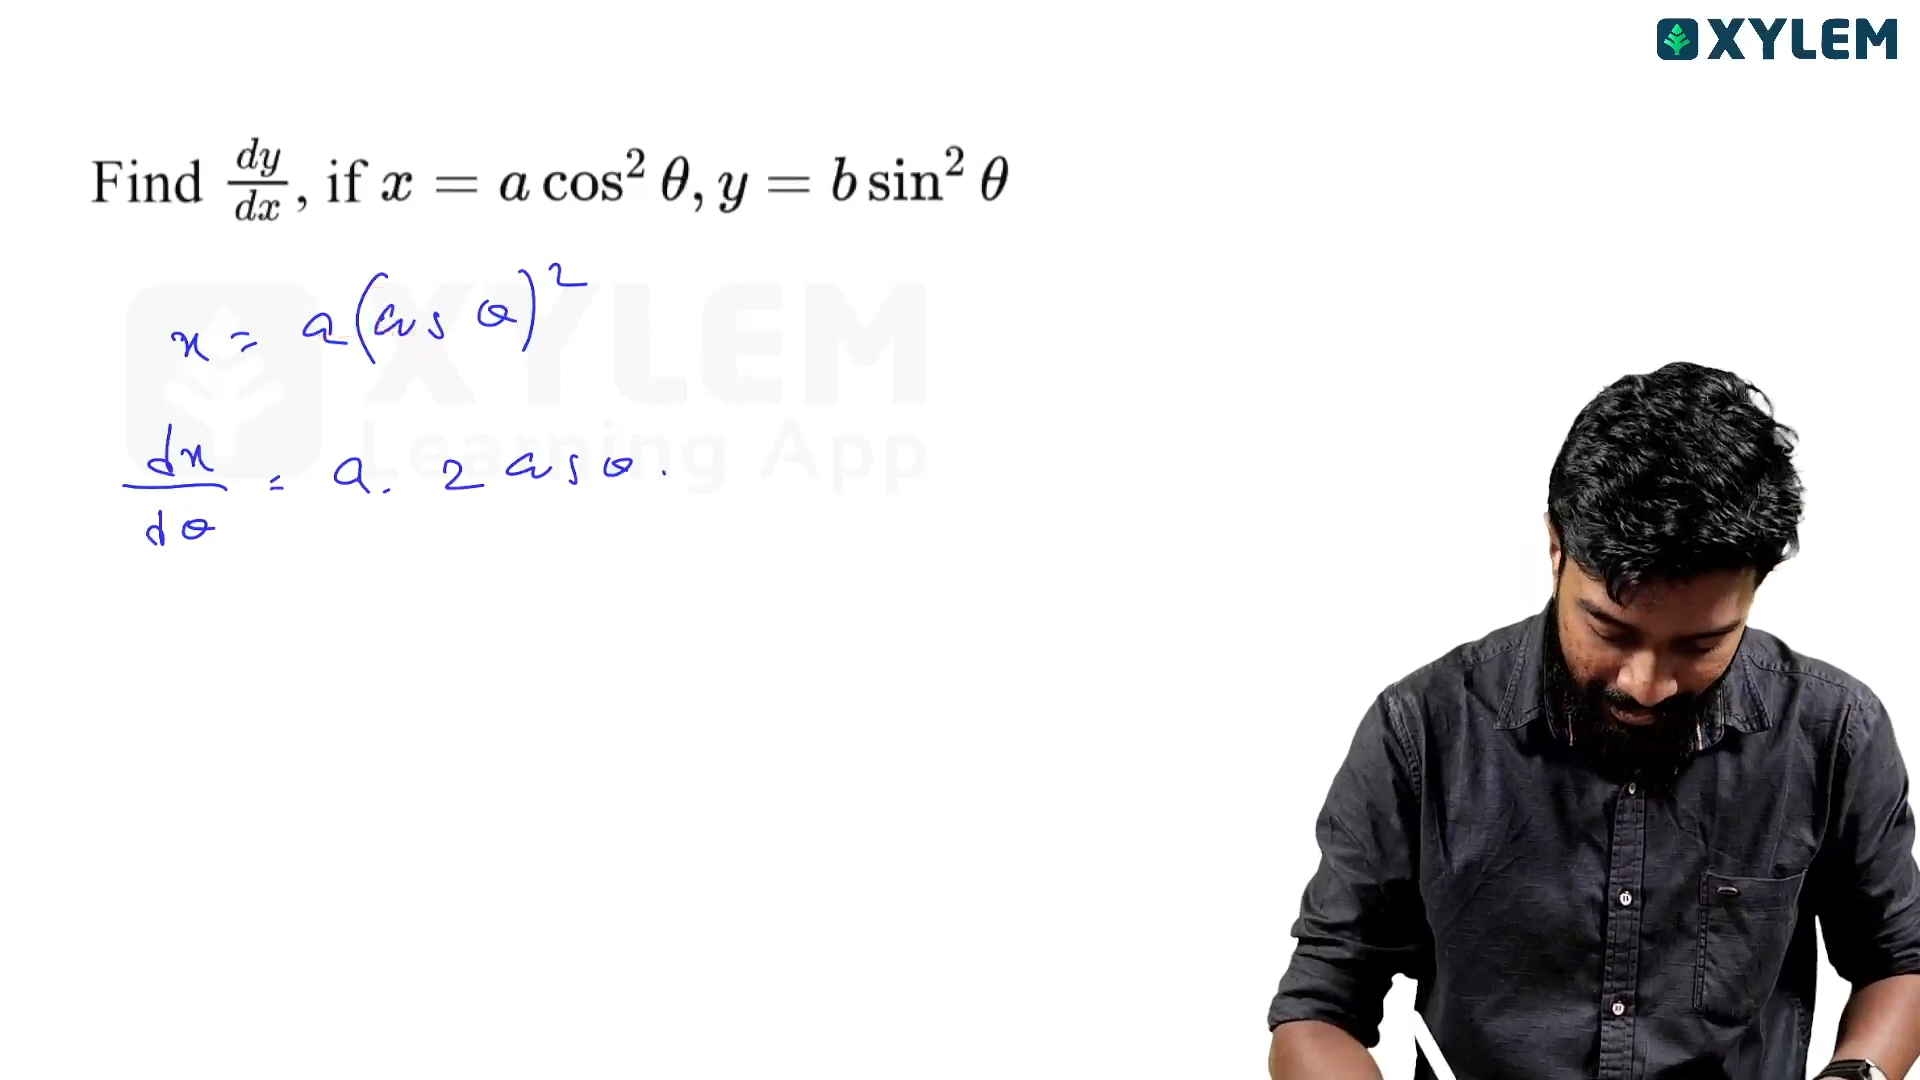 XYLEM
Find dy/dx, if x = a cos² θ, y = b sin² θ
x = a(cos θ)²
XYLEM
Learning App
dx/dθ = a. 2 cos θ.